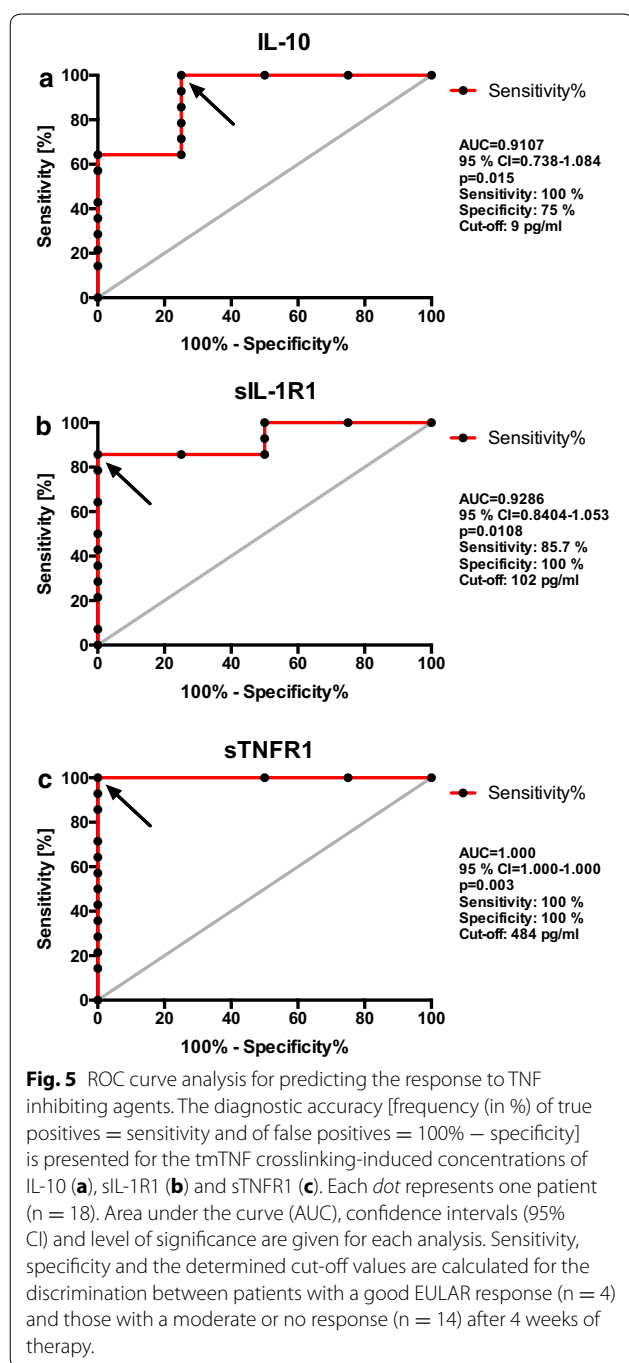 IL-10
a
100
80
60
40
20
0
Sensitivity [%]
0 20 40 60 80 100
100% - Specificity%
Sensitivity%
AUC=0.9107
95 % CI=0.738-1.084
p=0.015
Sensitivity: 100 %
Specificity: 75 %
Cut-off: 9 pg/ml
sIL-1R1
b
100
80
60
40
20
0
Sensitivity [%]
0 20 40 60 80 100
100% - Specificity%
Sensitivity%
AUC=0.9286
95 % CI=0.8404-1.053
p=0.0108
Sensitivity: 85.7 %
Specificity: 100 %
Cut-off: 102 pg/ml
sTNFR1
c
100
80
60
40
20
0
Sensitivity [%]
0 20 40 60 80 100
100% - Specificity%
Sensitivity%
AUC=1.000
95 % CI=1.000-1.000
p=0.003
Sensitivity: 100 %
Specificity: 100 %
Cut-off: 484 pg/ml
Fig. 5 ROC curve analysis for predicting the response to TNF
inhibiting agents. The diagnostic accuracy [frequency (in %) of true
positives = sensitivity and of false positives = 100% − specificity]
is presented for the tmTNF crosslinking-induced concentrations of
IL-10 (a), sIL-1R1 (b) and sTNFR1 (c). Each dot represents one patient
(n = 18). Area under the curve (AUC), confidence intervals (95%
CI) and level of significance are given for each analysis. Sensitivity,
specificity and the determined cut-off values are calculated for the
discrimination between patients with a good EULAR response (n = 4)
and those with a moderate or no response (n = 14) after 4 weeks of
therapy.